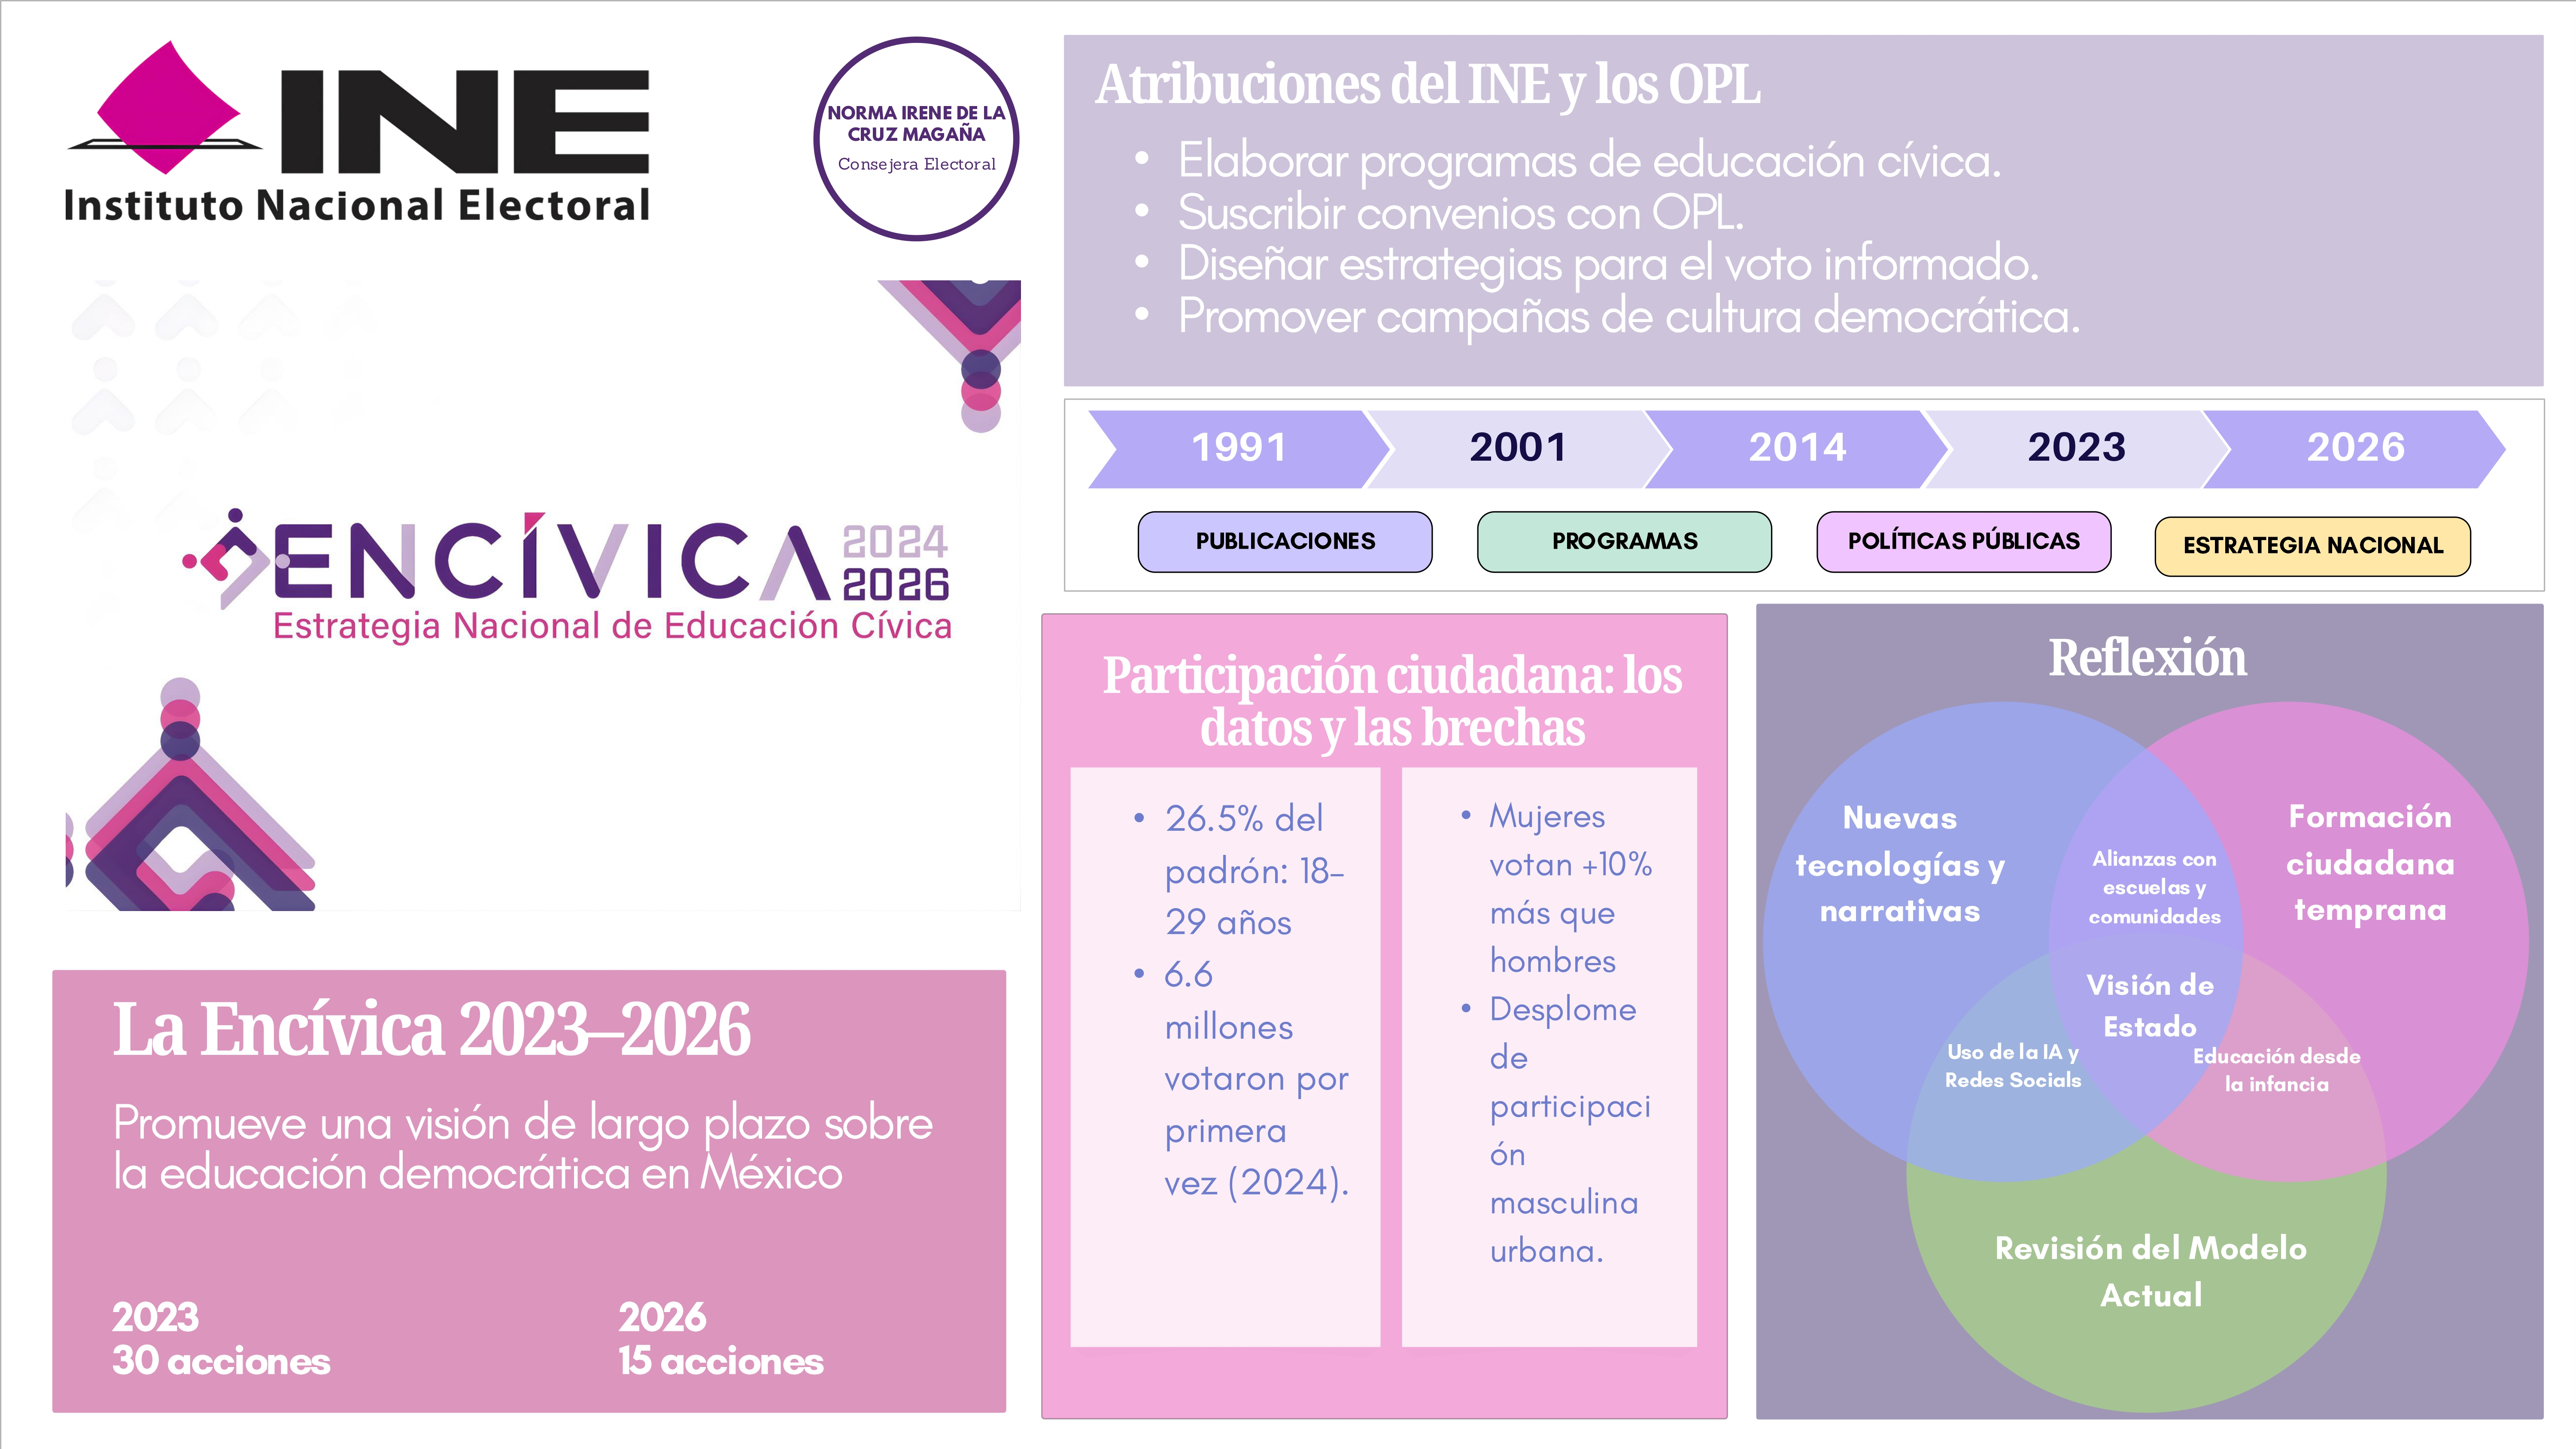 INE
Instituto Nacional Electoral
NORMA IRENE DE LA
CRUZ MAGAÑA
Consejera Electoral
ENCÍVICA 2024
2026
Estrategia Nacional de Educación Cívica
La Encívica 2023–2026
Promueve una visión de largo plazo sobre
la educación democrática en México
2023
30 acciones
2026
15 acciones
Atribuciones del INE y los OPL
• Elaborar programas de educación cívica.
• Suscribir convenios con OPL.
• Diseñar estrategias para el voto informado.
• Promover campañas de cultura democrática.
1991 2001 2014 2023 2026
PUBLICACIONES PROGRAMAS POLÍTICAS PÚBLICAS ESTRATEGIA NACIONAL
Participación ciudadana: los
datos y las brechas
• 26.5% del
padrón: 18–
29 años
• 6.6
millones
votaron por
primera
vez (2024).
• Mujeres
votan +10%
más que
hombres
• Desplome
de
participaci
ón
masculina
urbana.
Reflexión
Nuevas
tecnologías y
narrativas
Alianzas con
escuelas y
comunidades
Formación
ciudadana
temprana
Visión de
Estado
Uso de la IA y
Redes Socials
Educación desde
la infancia
Revisión del Modelo
Actual